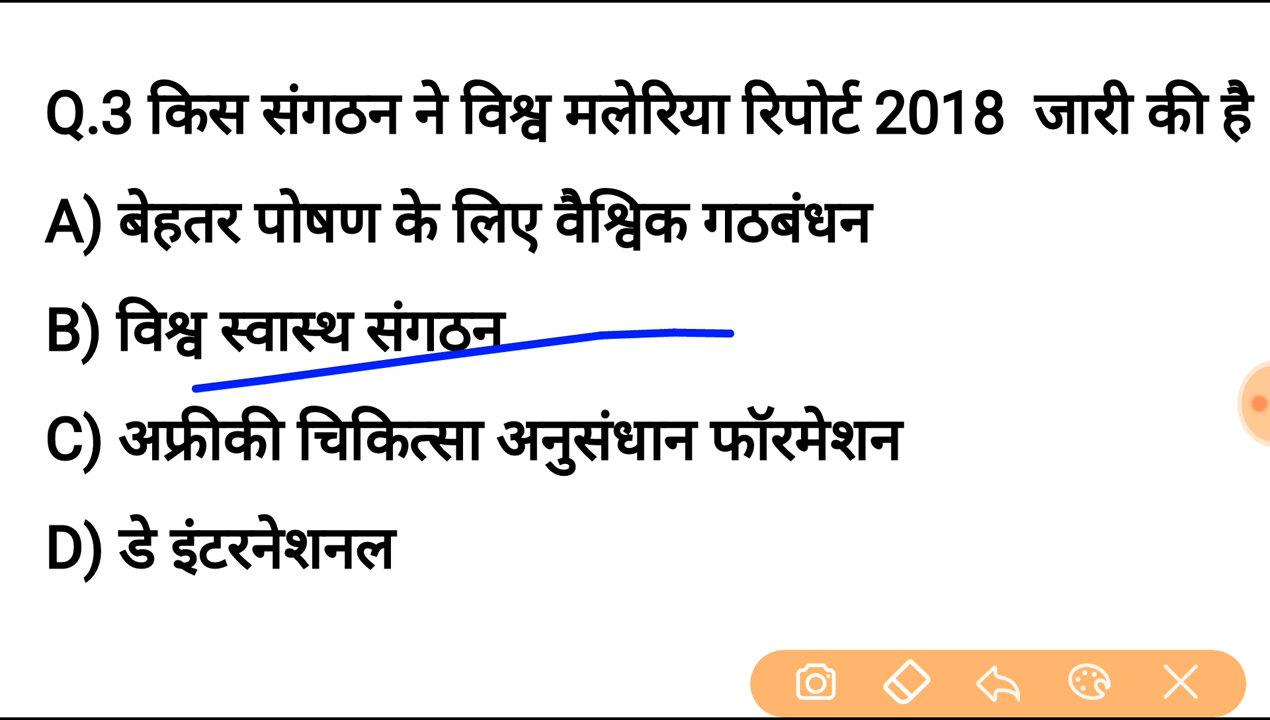 Q.3 किस संगठन ने विश्व मलेरिया रिपोर्ट 2018 जारी की है
A) बेहतर पोषण के लिए वैश्विक गठबंधन
B) विश्व स्वास्थ संगठन
C) अफ्रीकी चिकित्सा अनुसंधान फॉरमेशन
D) डे इंटरनेशनल